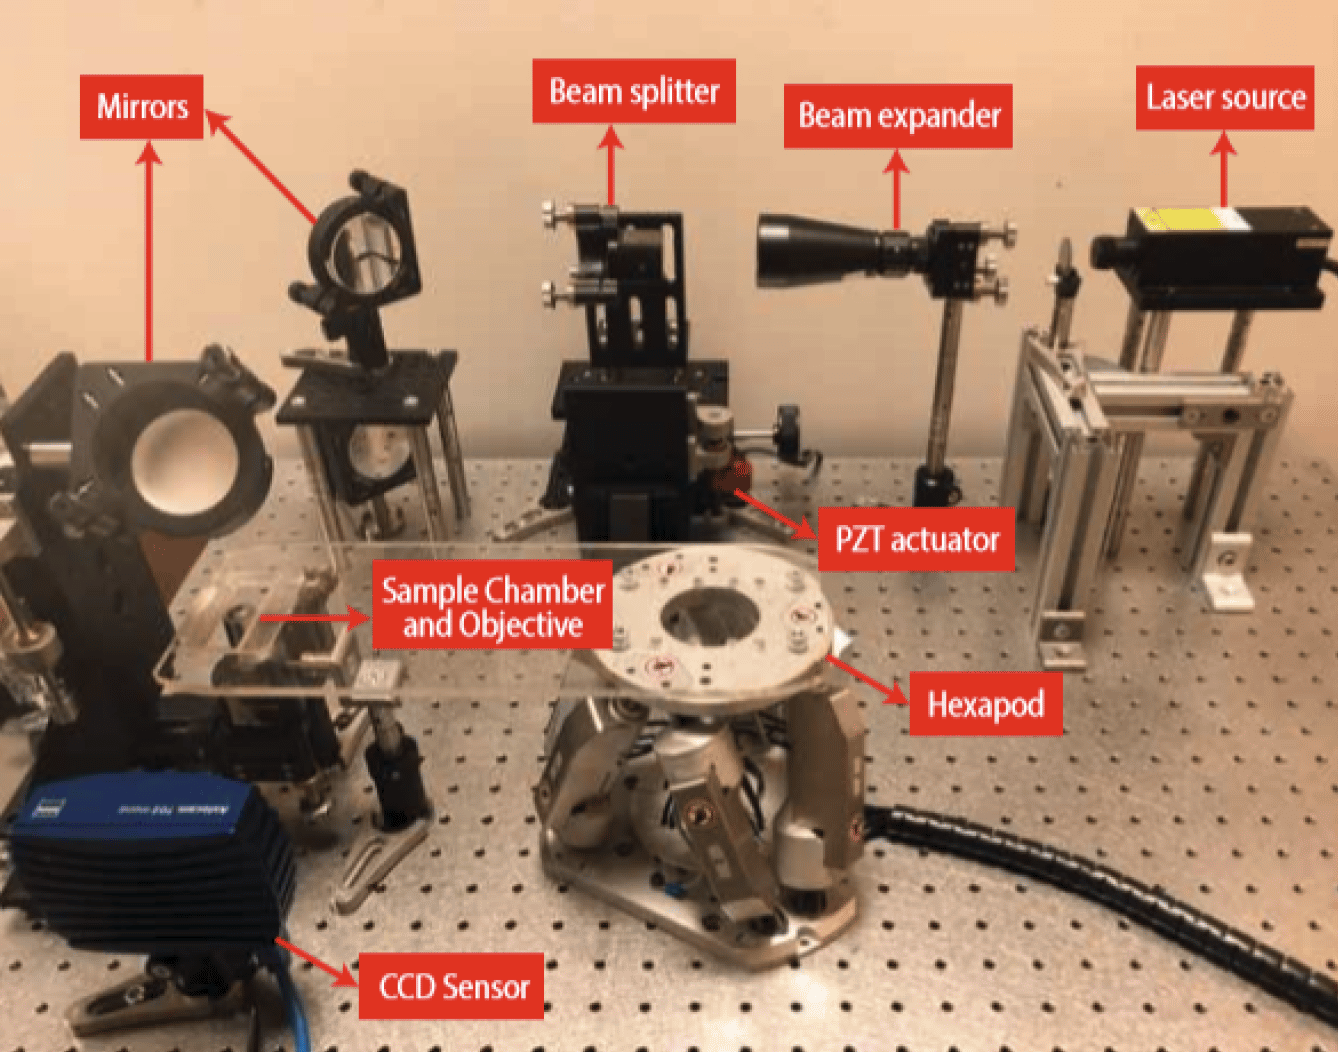 Mirrors
Beam splitter
Beam expander
Laser source
PZT actuator
Sample Chamber
and Objective
Hexapod
CCD Sensor